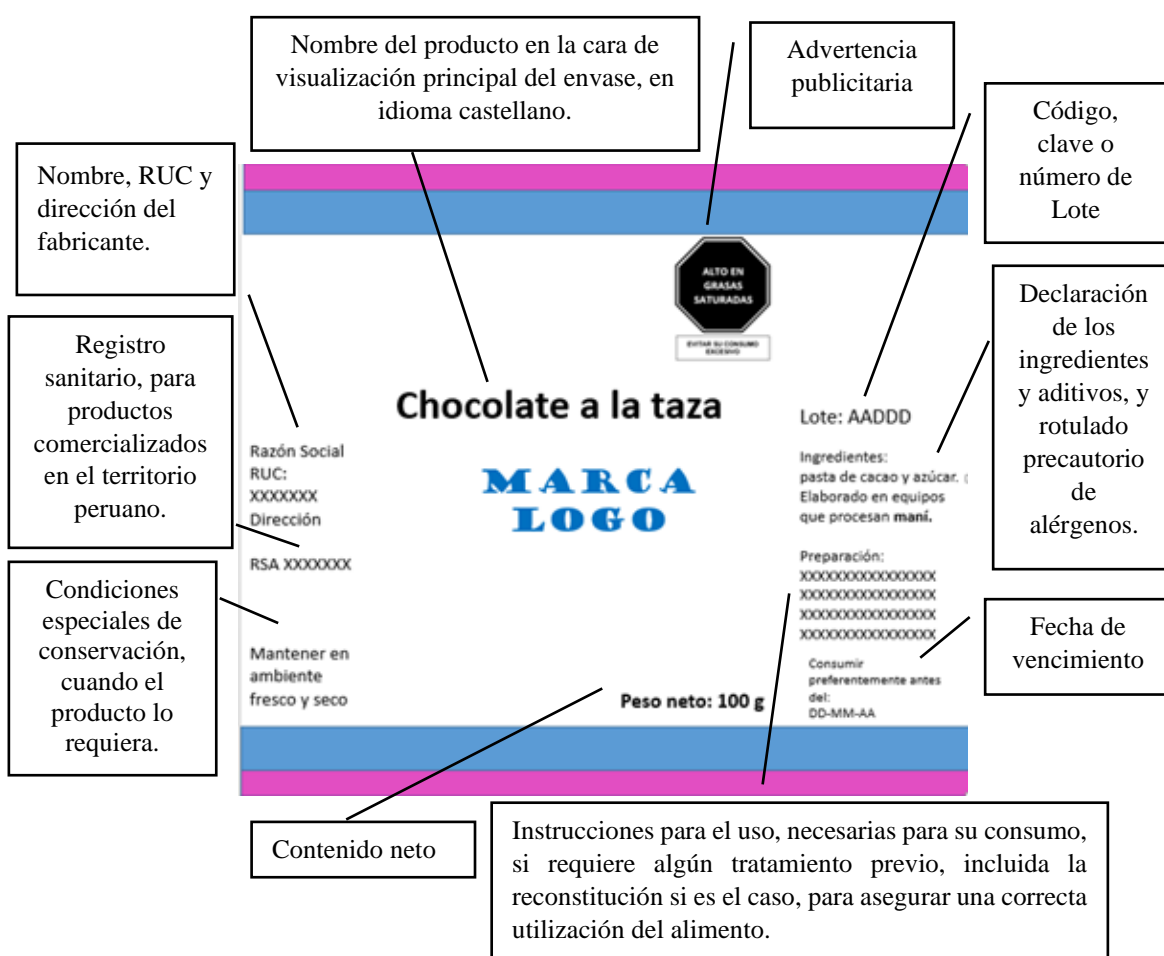 Nombre del producto en la cara de
visualización principal del envase, en
idioma castellano.
Advertencia
publicitaria
Código,
clave o
número de
Lote
Nombre, RUC y
dirección del
fabricante.
ALTO EN
GRASAS
SATURADAS
EVITAR SU CONSUMO
EXCESIVO
Declaración
de los
ingredientes
y aditivos, y
rotulado
precautorio
de
alérgenos.
Registro
sanitario, para
productos
comercializados
en el territorio
peruano.
Chocolate a la taza
MARCA
LOGO
Razón Social
RUC:
XXXXXXX
Dirección
RSA XXXXXXX
Lote: AADDD
Ingredientes:
pasta de cacao y azúcar.
Elaborado en equipos
que procesan maní.
Preparación:
XXXXXXXXXXXXXXXX
XXXXXXXXXXXXXXXX
XXXXXXXXXXXXXXXX
XXXXXXXXXXXXXXXX
Condiciones
especiales de
conservación,
cuando el
producto lo
requiera.
Mantener en
ambiente
fresco y seco
Peso neto: 100 g
Consumir
preferentemente antes
del:
DD-MM-AA
Fecha de
vencimiento
Contenido neto
Instrucciones para el uso, necesarias para su consumo,
si requiere algún tratamiento previo, incluida la
reconstitución si es el caso, para asegurar una correcta
utilización del alimento.